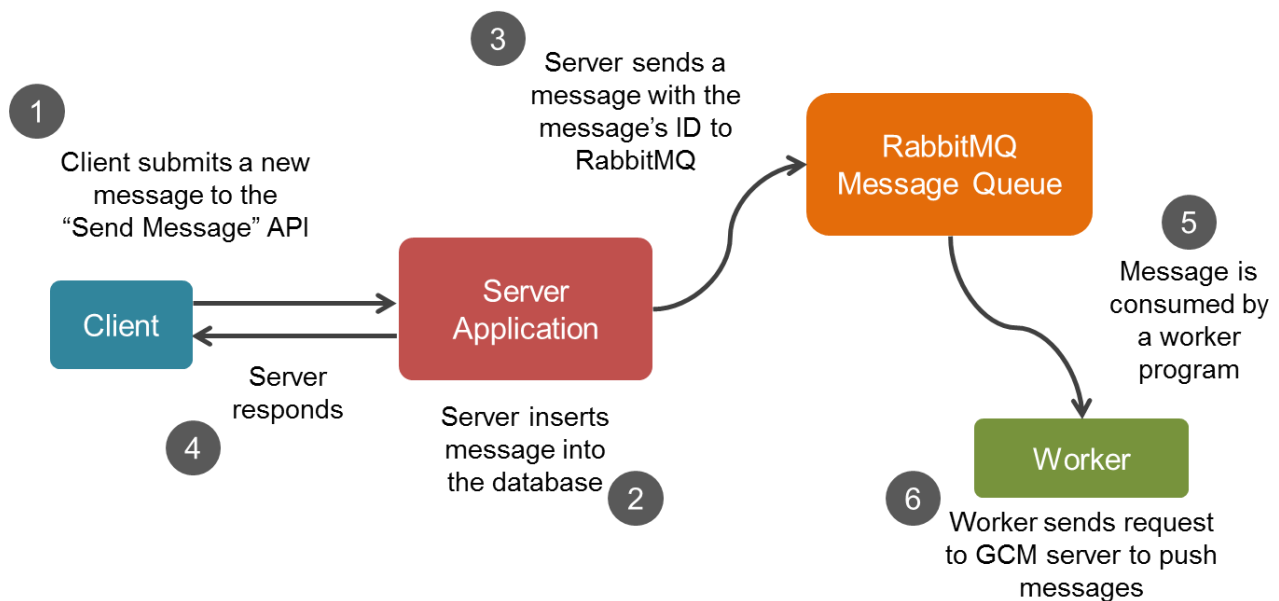 1
Client submits a new
message to the
“Send Message” API
Client
Server
Application
2
Server inserts
message into
the database
3
Server sends a
message with the
message’s ID to
RabbitMQ
RabbitMQ
Message Queue
4
Server
responds
5
Message is
consumed by
a worker
program
Worker
6
Worker sends request
to GCM server to push
messages